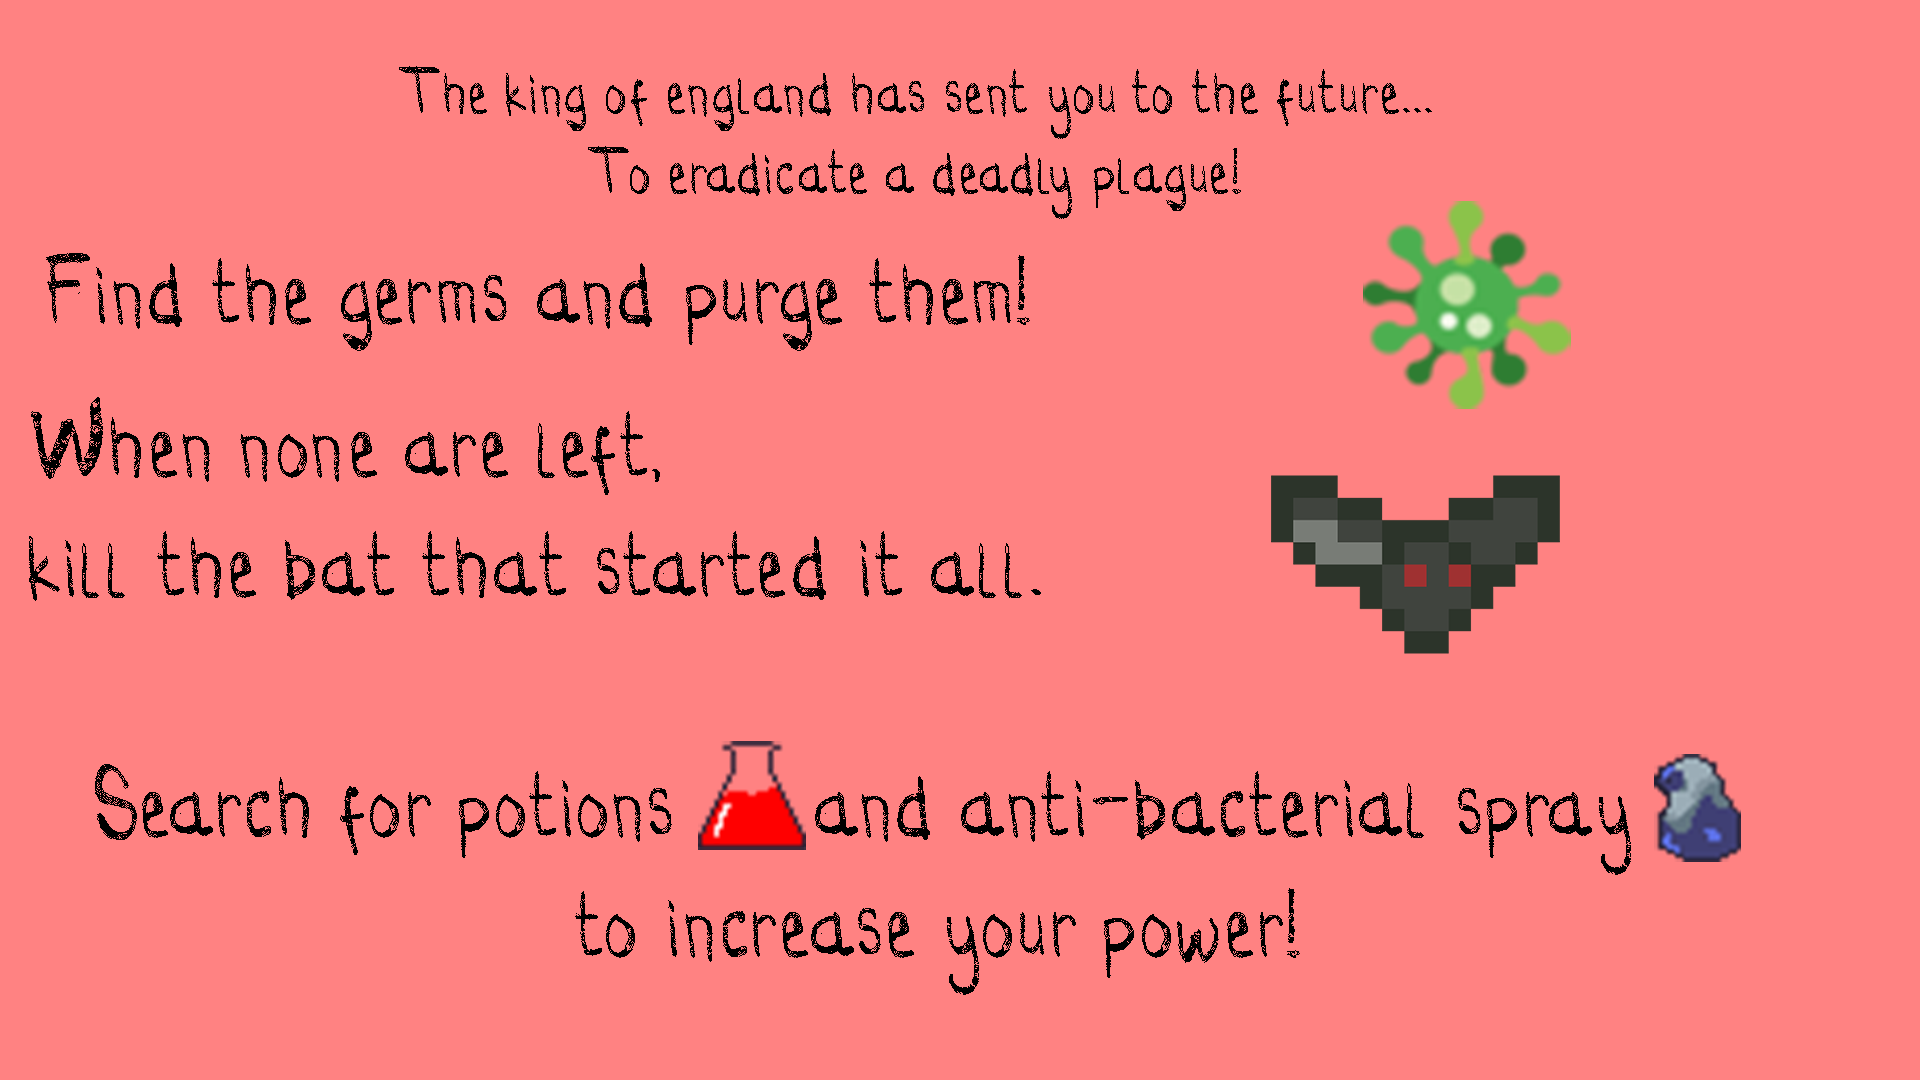 The king of england has sent you to the future...
To eradicate a deadly plague!
Find the germs and purge them!
When none are left,
kill the bat that started it all.
Search for potions and anti-bacterial spray
to increase your power!